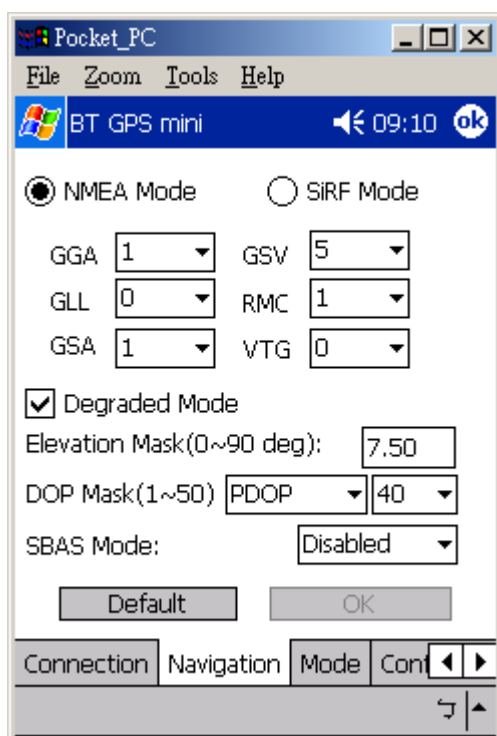 Pocket_PC
File Zoom Tools Help
BT GPS mini 09:10 ok
NMEA Mode SiRF Mode
GGA 1 GSV 5
GLL 0 RMC 1
GSA 1 VTG 0
Degraded Mode
Elevation Mask(0~90 deg): 7.50
DOP Mask(1~50) PDOP 40
SBAS Mode: Disabled
Default OK
Connection Navigation Mode